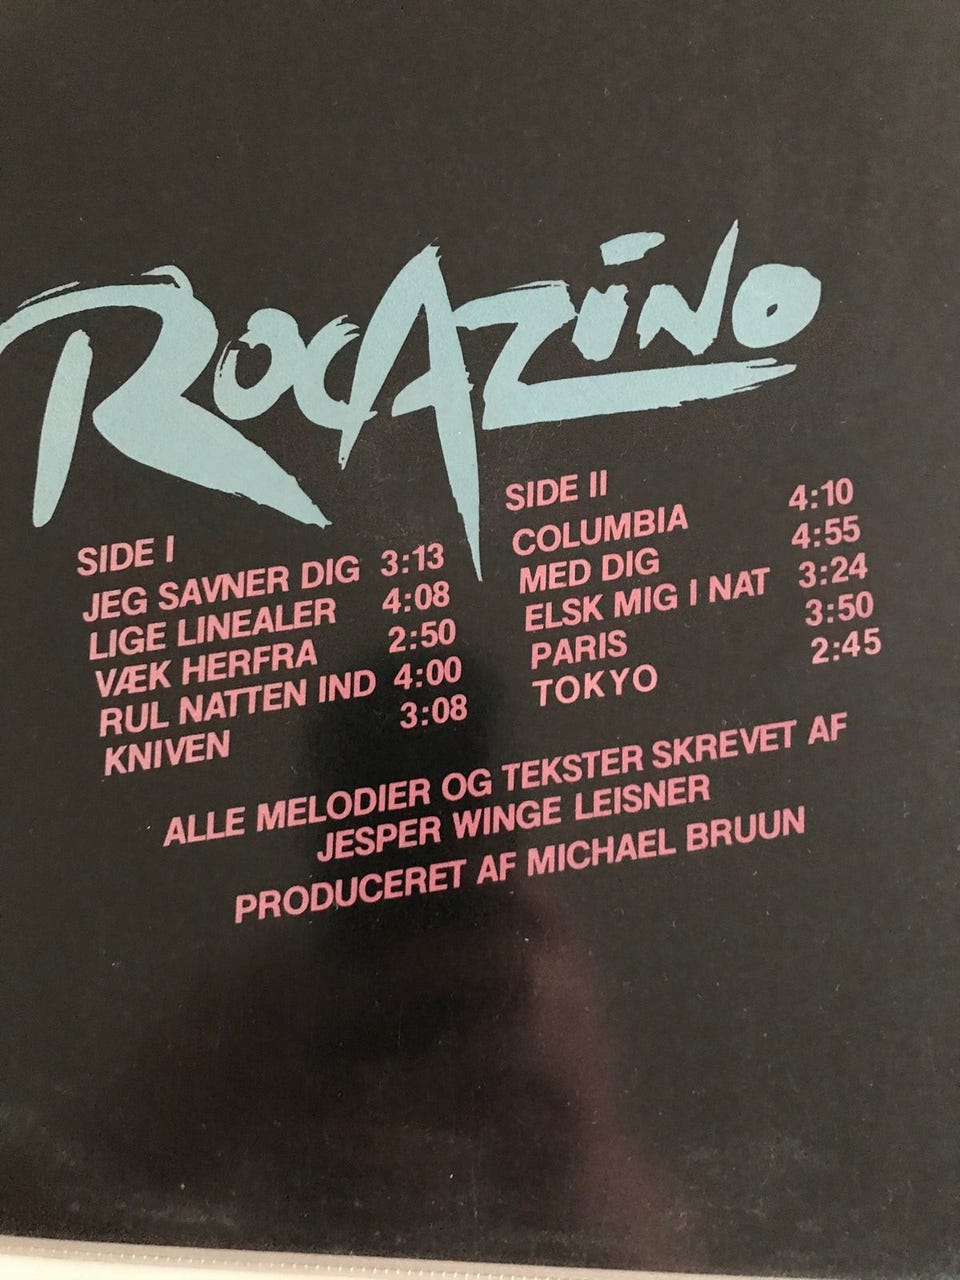 ROCAZINO
SIDE I
JEG SAVNER DIG 3:13
LIGE LINEALER 4:08
VÆK HERFRA 2:50
RUL NATTEN IND 4:00
KNIVEN 3:08
SIDE II
COLUMBIA 4:10
MED DIG 4:55
ELSK MIG I NAT 3:24
PARIS 3:50
TOKYO 2:45
ALLE MELODIER OG TEKSTER SKREVET AF
JESPER WINGE LEISNER
PRODUCERET AF MICHAEL BRUUN